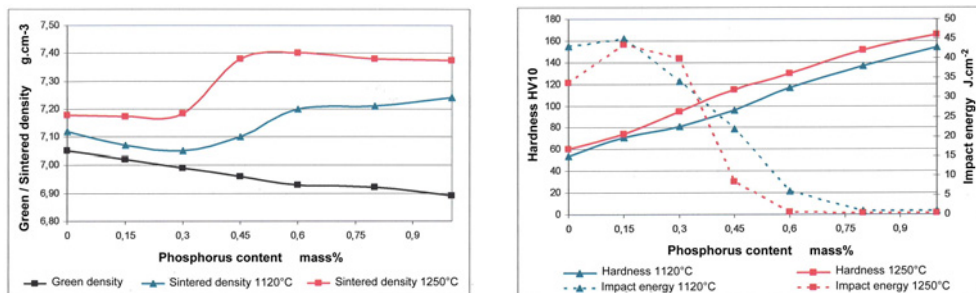 Green / Sintered density g.cm-3
7,50
7,40
7,30
7,20
7,10
7,00
6,90
6,80
0 0,15 0,3 0,45 0,6 0,75 0,9
Phosphorus content mass%
Green density Sintered density 1120°C Sintered density 1250°C
Hardness HV10
180
160
140
120
100
80
60
40
20
0
0 0,15 0,3 0,45 0,6 0,75 0,9
Phosphorus content mass%
50
45
40
35
30
25
20
15
10
5
0
Impact energy J.cm-2
Hardness 1120°C Hardness 1250°C
Impact energy 1120°C Impact energy 1250°C